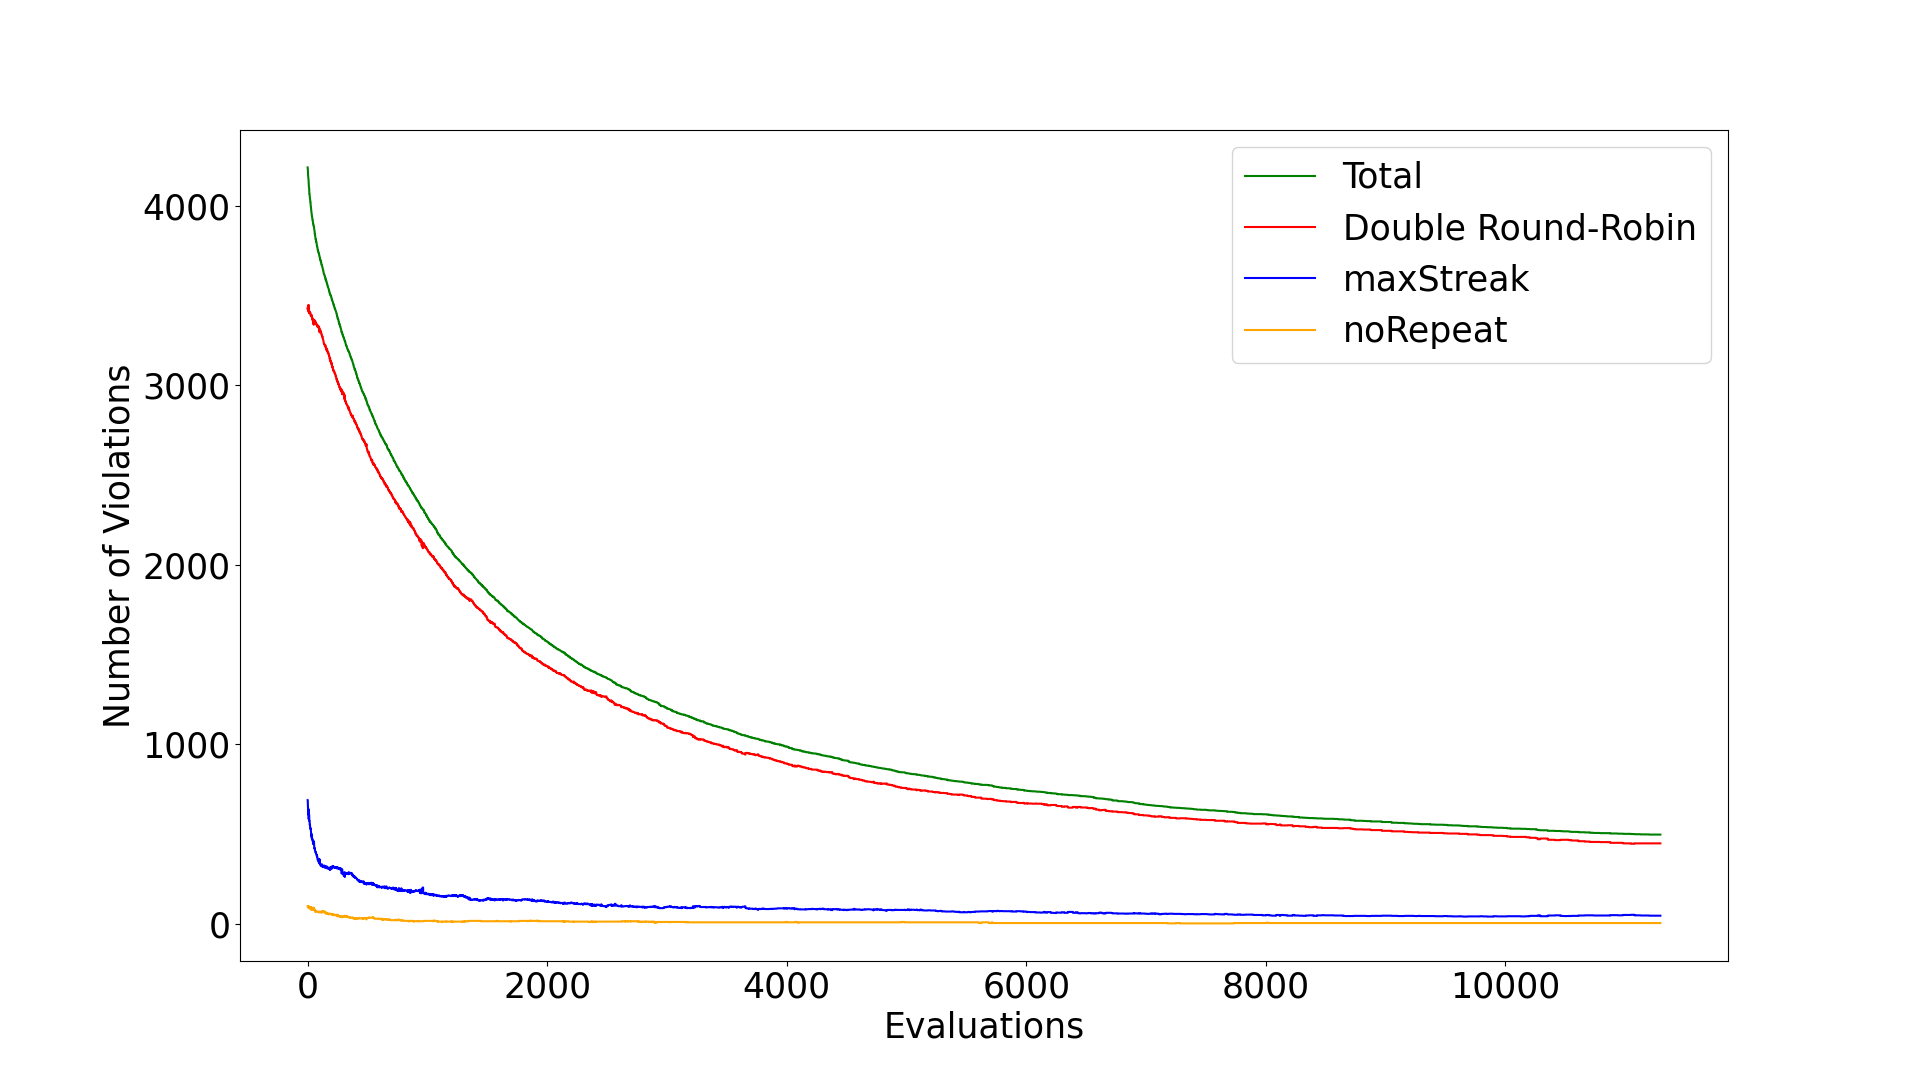 Total
Double Round-Robin
maxStreak
noRepeat
Number of Violations
4000
3000
2000
1000
0
0 2000 4000 6000 8000 10000
Evaluations